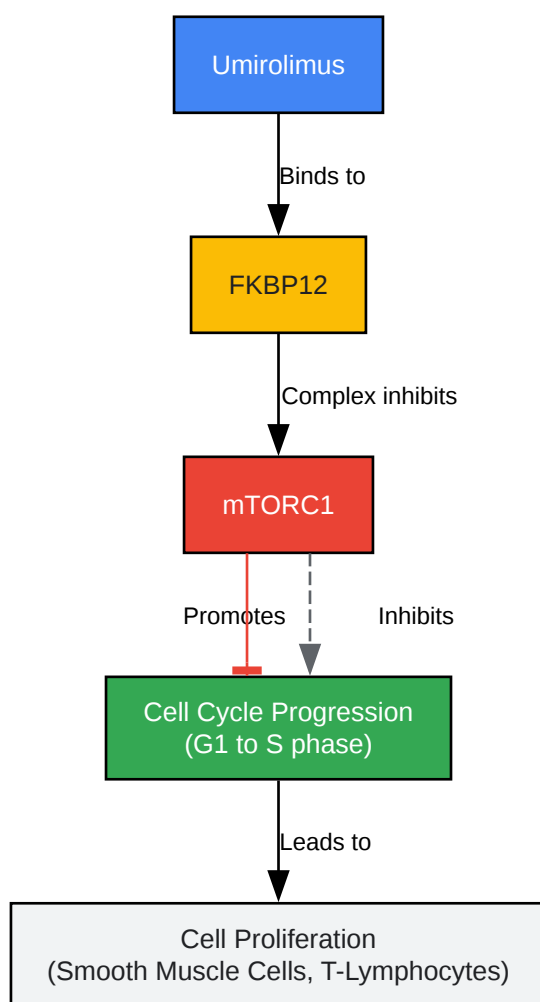 Umirolimus
Binds to
FKBP12
Complex inhibits
mTORC1
Promotes
Inhibits
Cell Cycle Progression
(G1 to S phase)
Leads to
Cell Proliferation
(Smooth Muscle Cells, T-Lymphocytes)